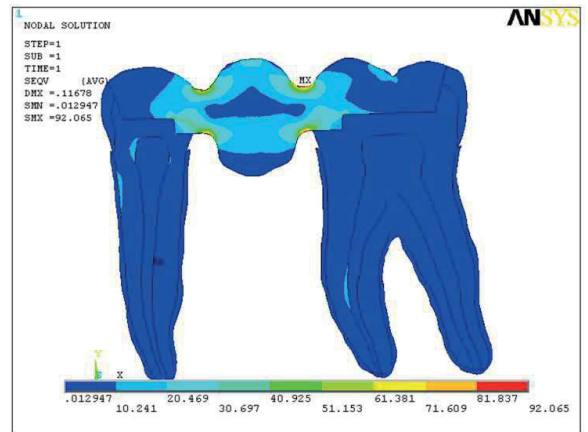 1
ANSYS
NODAL SOLUTION
STEP=1
SUB =1
TIME=1
SEQV (AVG)
DMX =.11678
SMN =.012947
SMX =92.065
MX
Y
X
.012947 20.469 40.925 61.381 81.837
10.241 30.697 51.153 71.609 92.065